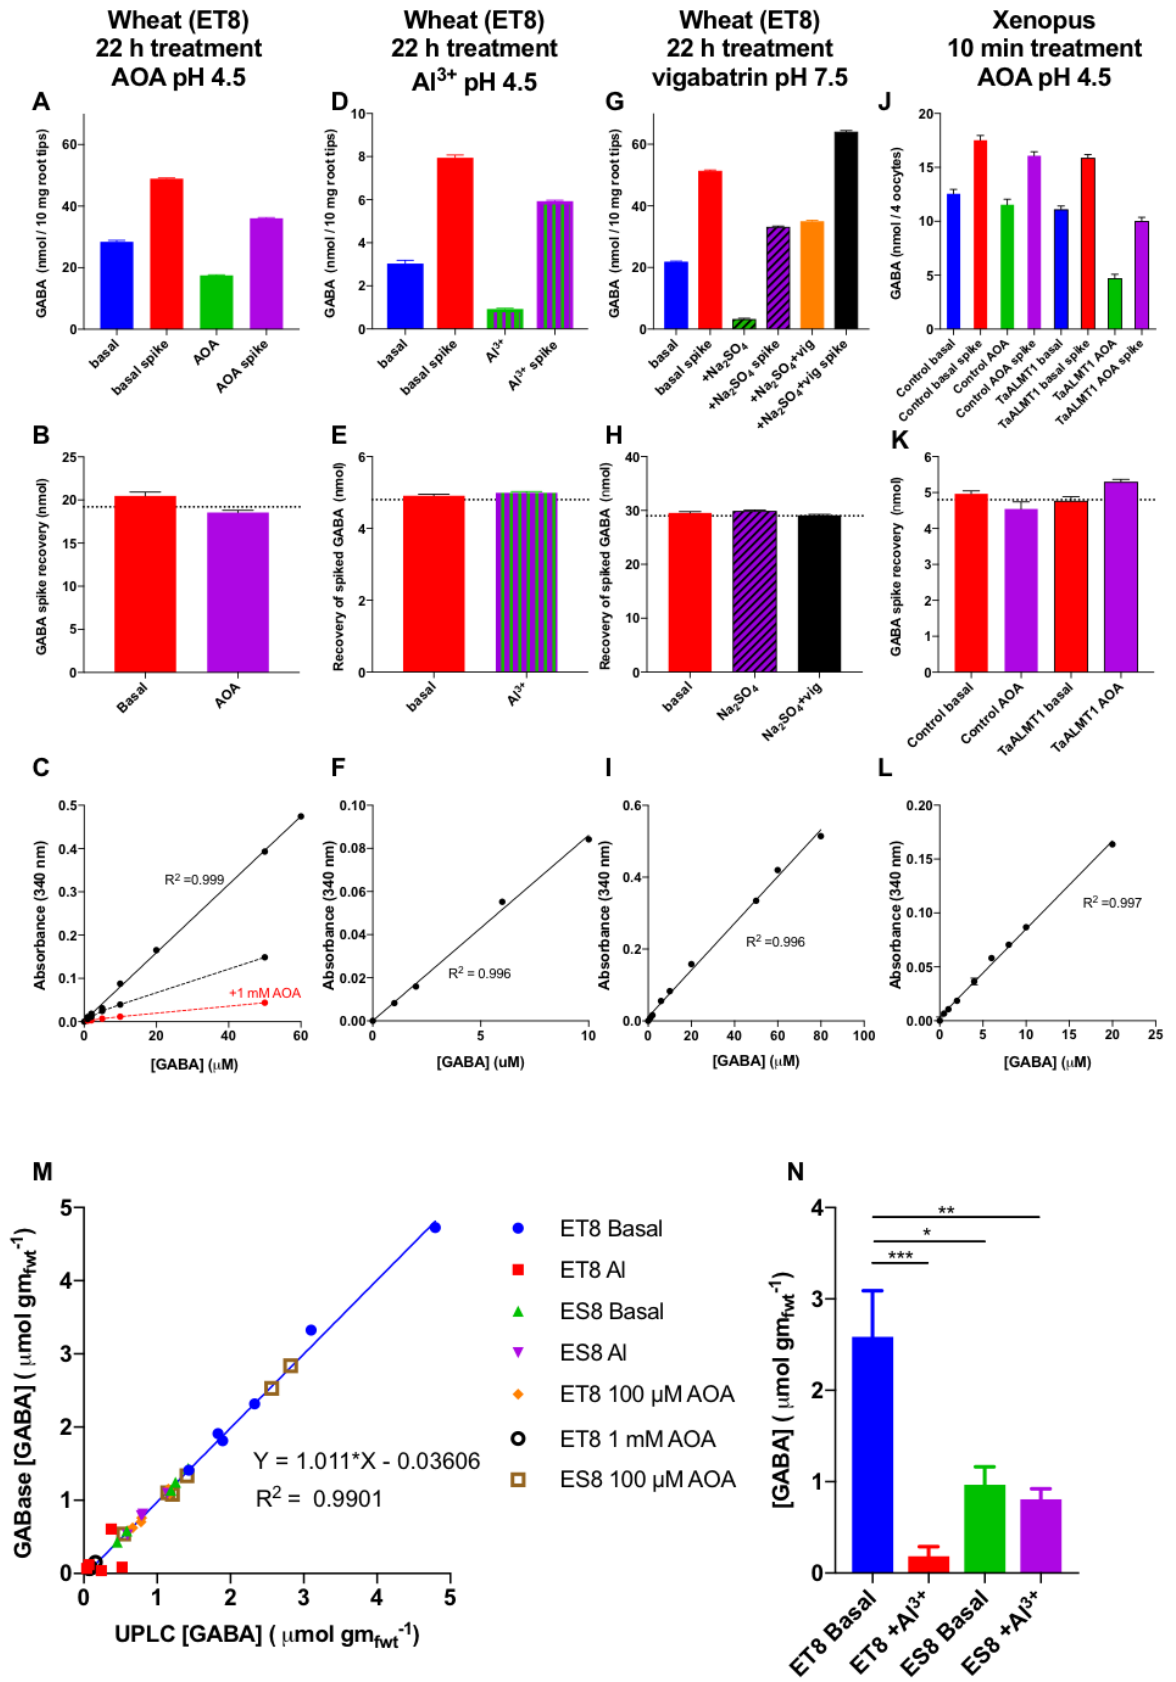 Wheat (ET8)
22 h treatment
AOA pH 4.5
Wheat (ET8)
22 h treatment
Al³⁺ pH 4.5
Wheat (ET8)
22 h treatment
vigabatrin pH 7.5
Xenopus
10 min treatment
AOA pH 4.5
A
GABA (nmol / 10 mg root tips)
60
40
20
0
basal
basal spike
AOA
AOA spike
D
GABA (nmol / 10 mg root tips)
10
8
6
4
2
0
basal
basal spike
Al³⁺
Al³⁺ spike
G
GABA (nmol / 10 mg root tips)
60
40
20
0
basal
basal spike
+Na₂SO₄
+Na₂SO₄ spike
+Na₂SO₄+vig
+Na₂SO₄+vig spike
J
GABA (nmol / 4 oocytes)
20
15
10
5
0
Control basal
Control basal spike
Control AOA
Control AOA spike
TaALMT1 basal
TaALMT1 basal spike
TaALMT1 AOA
TaALMT1 AOA spike
B
GABA spike recovery (nmol)
25
20
15
10
5
0
Basal
AOA
E
Recovery of spiked GABA (nmol)
6
4
2
0
basal
Al³⁺
H
Recovery of spiked GABA (nmol)
40
30
20
10
0
basal
Na₂SO₄
Na₂SO₄+vig
K
GABA spike recovery (nmol)
6
5
4
3
2
1
0
Control basal
Control AOA
TaALMT1 basal
TaALMT1 AOA
C
Absorbance (340 nm)
0.5
0.4
0.3
0.2
0.1
0.0
R² =0.999
+1 mM AOA
0
20
40
60
[GABA] (μM)
F
Absorbance (340 nm)
0.10
0.08
0.06
0.04
0.02
0.00
R² = 0.996
0
5
10
[GABA] (uM)
I
Absorbance (340 nm)
0.6
0.4
0.2
0.0
R² =0.996
0
20
40
60
80
100
[GABA] (μM)
L
Absorbance (340 nm)
0.20
0.15
0.10
0.05
0.00
R² =0.997
0
5
10
15
20
25
[GABA] (μM)
M
GABase [GABA] ( μmol gm_fwt⁻¹)
5
4
3
2
1
0
Y = 1.011*X - 0.03606
R² = 0.9901
0
1
2
3
4
5
UPLC [GABA] ( μmol gm_fwt⁻¹)
ET8 Basal
ET8 Al
ES8 Basal
ES8 Al
ET8 100 μM AOA
ET8 1 mM AOA
ES8 100 μM AOA
N
[GABA] ( μmol gm_fwt⁻¹)
4
3
2
1
0
**
*
***
ET8 Basal
ET8 +Al³⁺
ES8 Basal
ES8 +Al³⁺